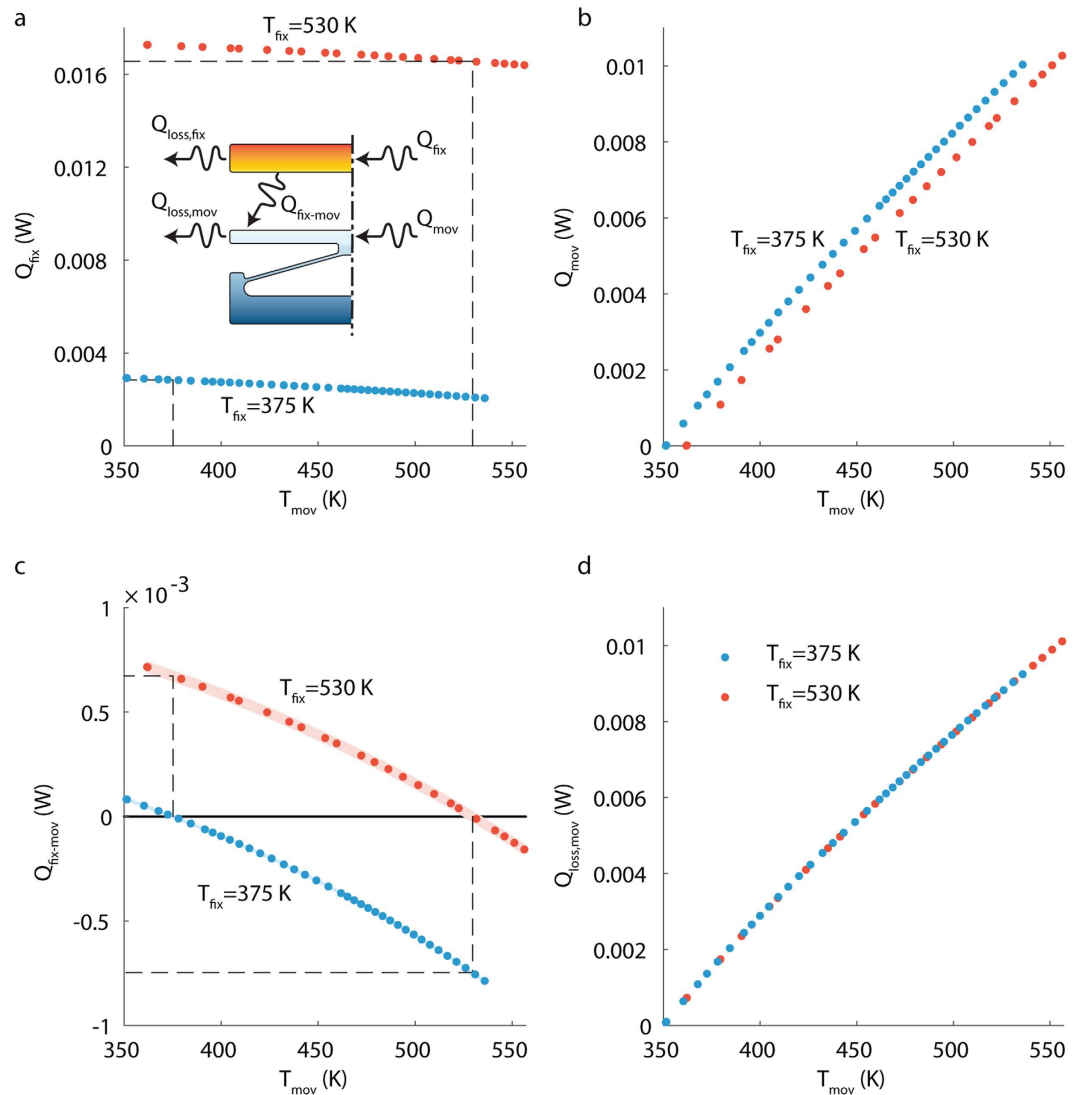 a
T_fix=530 K
0.016
0.012
0.008
0.004
0
Q_fix (W)
Q_loss,fix
Q_fix
Q_fix-mov
Q_loss,mov
Q_mov
T_fix=375 K
350 400 450 500 550
T_mov (K)
b
0.01
0.008
0.006
0.004
0.002
0
Q_mov (W)
T_fix=375 K
T_fix=530 K
350 400 450 500 550
T_mov (K)
c
× 10^-3
1
0.5
0
-0.5
-1
Q_fix-mov (W)
T_fix=530 K
T_fix=375 K
350 400 450 500 550
T_mov (K)
d
T_fix=375 K
T_fix=530 K
0.01
0.008
0.006
0.004
0.002
0
Q_loss,mov (W)
350 400 450 500 550
T_mov (K)